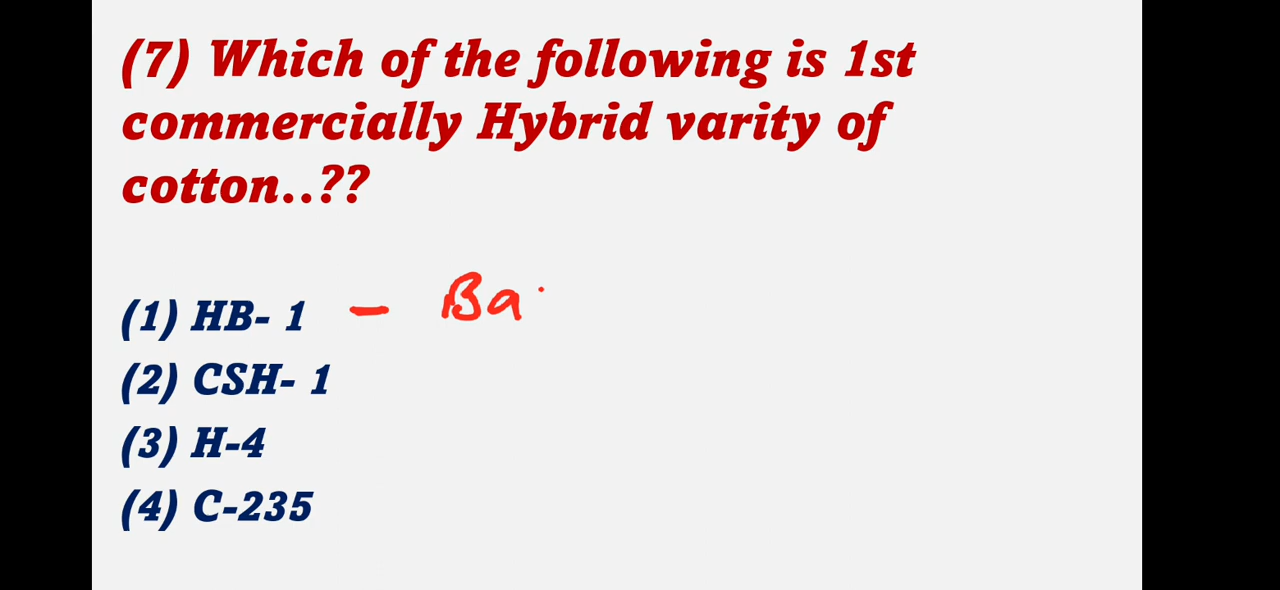 (7) Which of the following is 1st
commercially Hybrid varity of
cotton..??
(1) HB- 1 – Ba
(2) CSH- 1
(3) H-4
(4) C-235